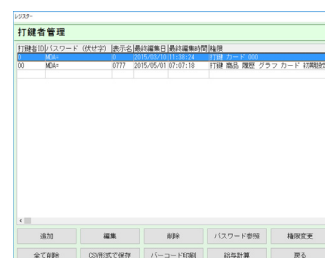 レジスター
打鍵者管理
打鍵者ID パスワード (伏せ字) 表示名 最終編集日 最終編集時間 権限
0 MDA= 0 2015/03/10 11:38:24 打鍵 カード 000
00 MDA= 0777 2015/05/01 07:07:18 打鍵 商品 履歴 グラフ カード 初期設
追加 編集 削除 パスワード参照 権限変更
全て削除 CSV形式で保存 バーコード印刷 給与計算 戻る